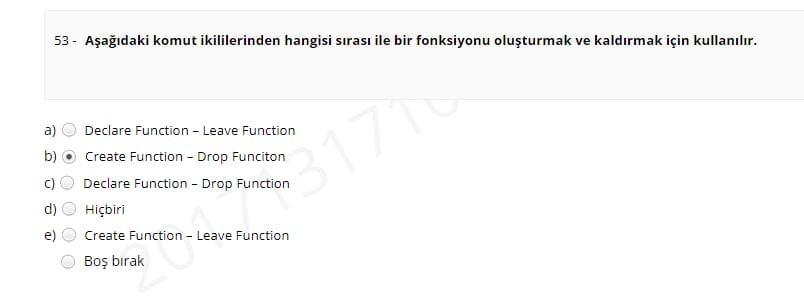 53 - Aşağıdaki komut ikililerinden hangisi sırası ile bir fonksiyonu oluşturmak ve kaldırmak için kullanılır.
a) Declare Function – Leave Function
b) Create Function – Drop Funciton
c) Declare Function – Drop Function
d) Hiçbiri
e) Create Function – Leave Function
Boş bırak